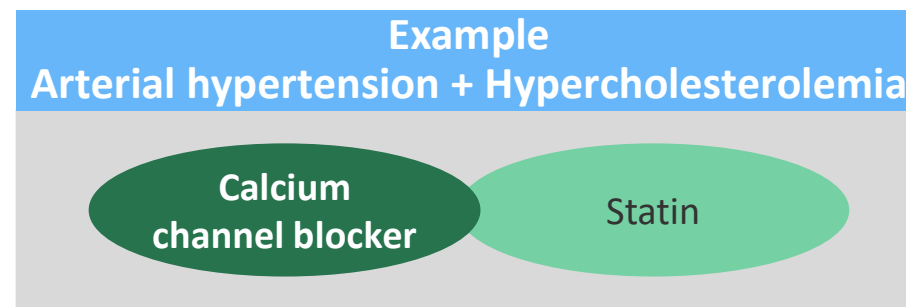 Example
Arterial hypertension + Hypercholesterolemia
Calcium
channel blocker
Statin